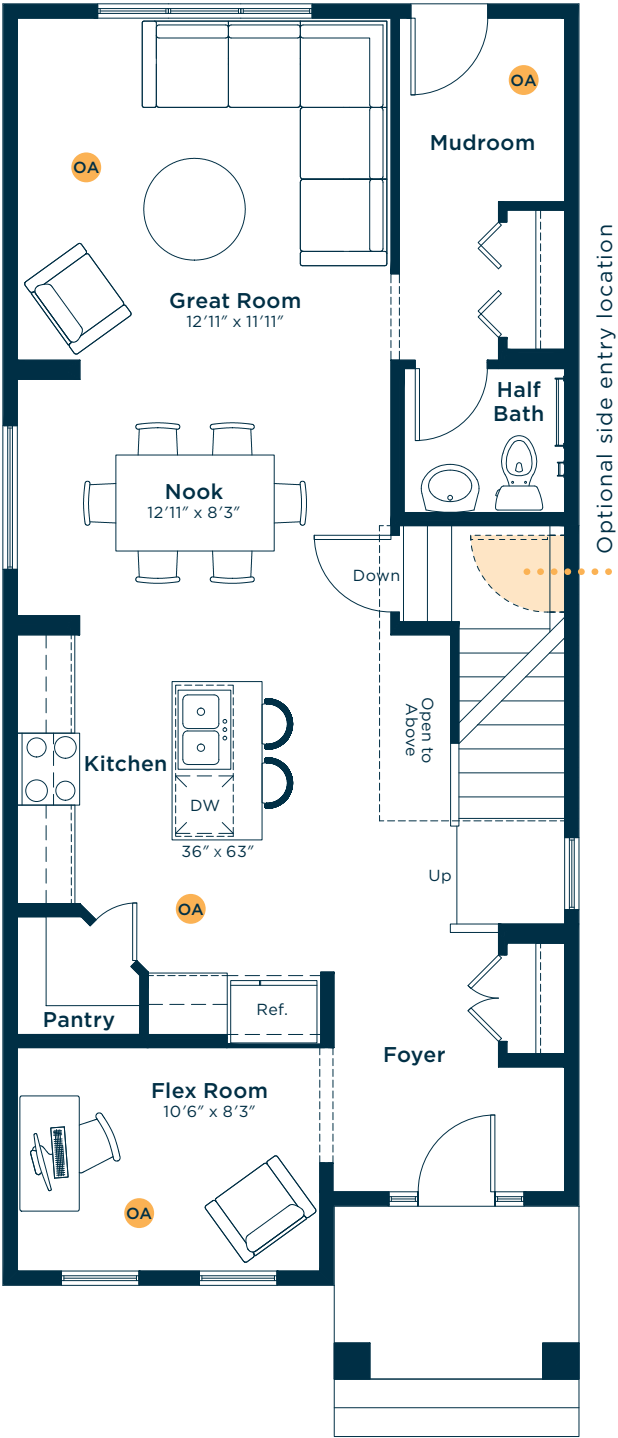 OA
Mudroom
OA
Great Room
12'11" x 11'11"
Optional side entry location
Half
Bath
Nook
12'11" x 8'3"
Down
Open to
Above
Kitchen
DW
36" x 63"
Up
OA
Ref.
Pantry
Foyer
Flex Room
10'6" x 8'3"
OA